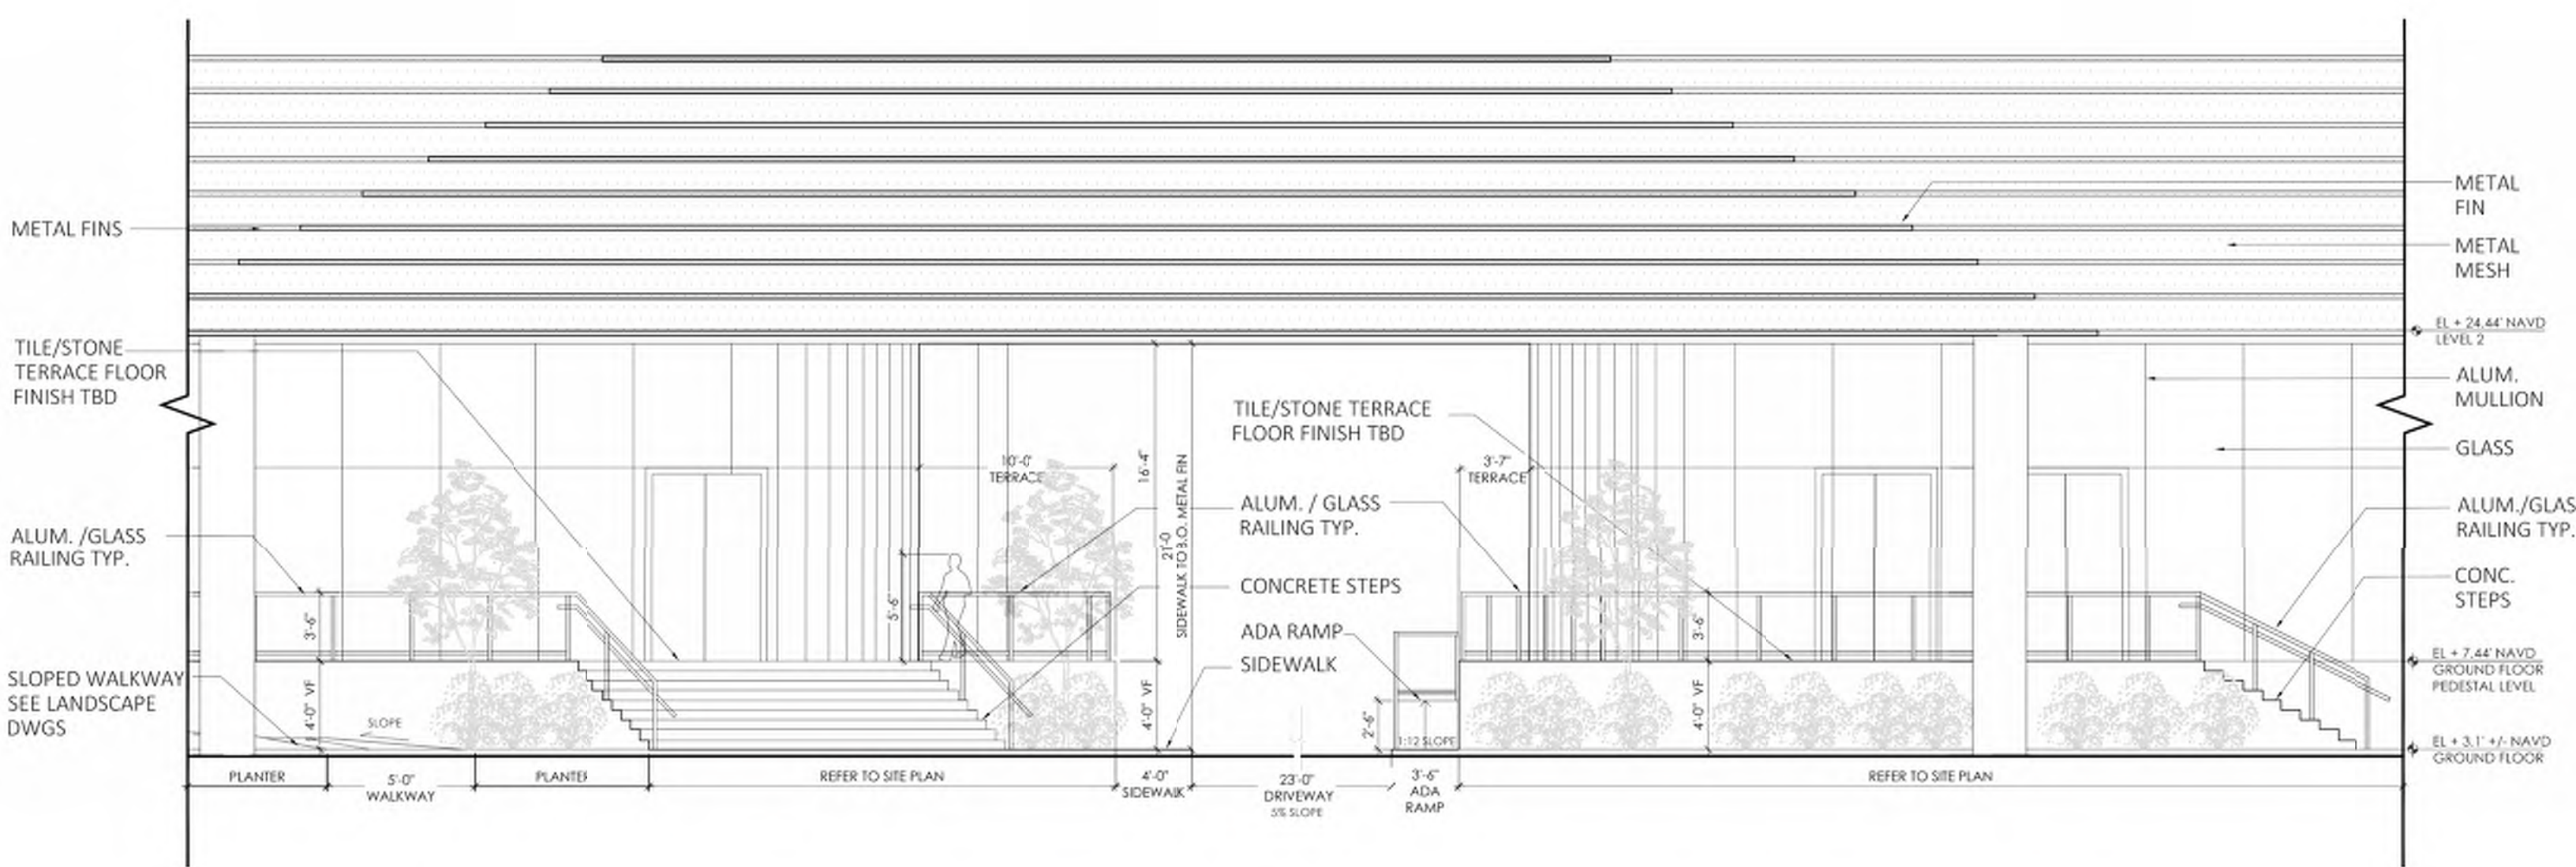 METAL FINS
TILE/STONE
TERRACE FLOOR
FINISH TBD
ALUM. /GLASS
RAILING TYP.
SLOPED WALKWAY
SEE LANDSCAPE
DWGS
SLOPE
3'-6"
4'-0" VF
5'-6"
10'-0"
TERRACE
16'-4"
21'-0
SIDEWALK TO B.O. METAL FIN
4'-0" VF
TILE/STONE TERRACE
FLOOR FINISH TBD
ALUM. / GLASS
RAILING TYP.
CONCRETE STEPS
ADA RAMP
SIDEWALK
3'-7"
TERRACE
2'-6"
1:12 SLOPE
3'-6"
4'-0" VF
METAL
FIN
METAL
MESH
EL + 24.44' NAVD
LEVEL 2
ALUM.
MULLION
GLASS
ALUM./GLAS
RAILING TYP.
CONC.
STEPS
EL + 7.44' NAVD
GROUND FLOOR
PEDESTAL LEVEL
EL + 3.1' +/- NAVD
GROUND FLOOR
PLANTER
5'-0"
WALKWAY
PLANTER
REFER TO SITE PLAN
4'-0"
SIDEWALK
23'-0"
DRIVEWAY
5% SLOPE
3'-6"
ADA
RAMP
REFER TO SITE PLAN